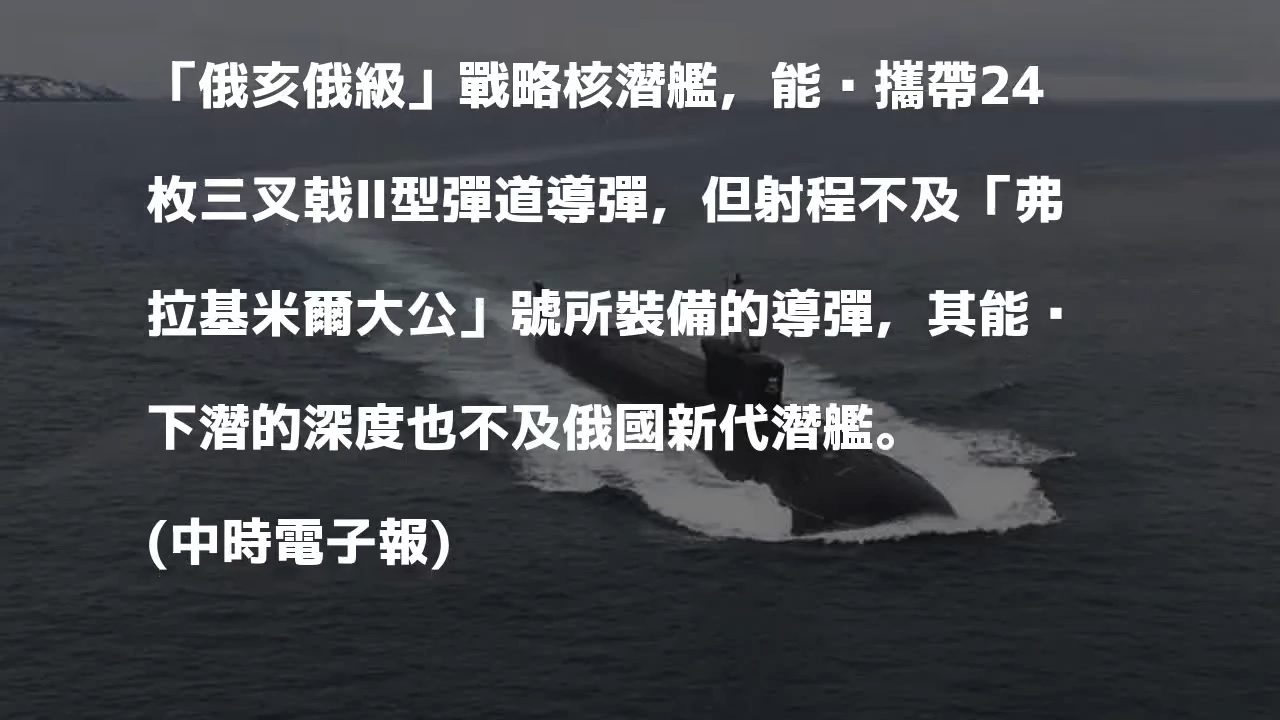 「俄亥俄級」戰略核潛艦，能▪攜帶24
枚三叉戟II型彈道導彈，但射程不及「弗
拉基米爾大公」號所裝備的導彈，其能▪
下潛的深度也不及俄國新代潛艦。
(中時電子報)